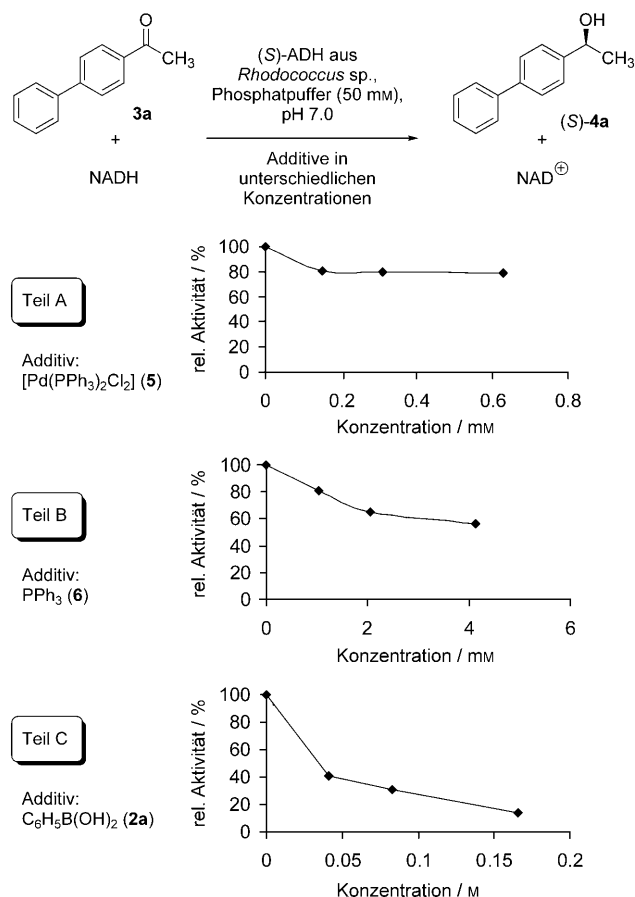 O
CH₃
3a
+
NADH
(S)-ADH aus
Rhodococcus sp.,
Phosphatpuffer (50 mM),
pH 7.0
Additive in
unterschiedlichen
Konzentrationen
OH
CH₃
(S)-4a
+
NAD⊕
Teil A
Additiv:
[Pd(PPh₃)₂Cl₂] (5)
rel. Aktivität / %
100
80
60
40
20
0
0 0.2 0.4 0.6 0.8
Konzentration / mM
Teil B
Additiv:
PPh₃ (6)
rel. Aktivität / %
100
80
60
40
20
0
0 2 4 6
Konzentration / mM
Teil C
Additiv:
C₆H₅B(OH)₂ (2a)
rel. Aktivität / %
100
80
60
40
20
0
0 0.05 0.1 0.15 0.2
Konzentration / M